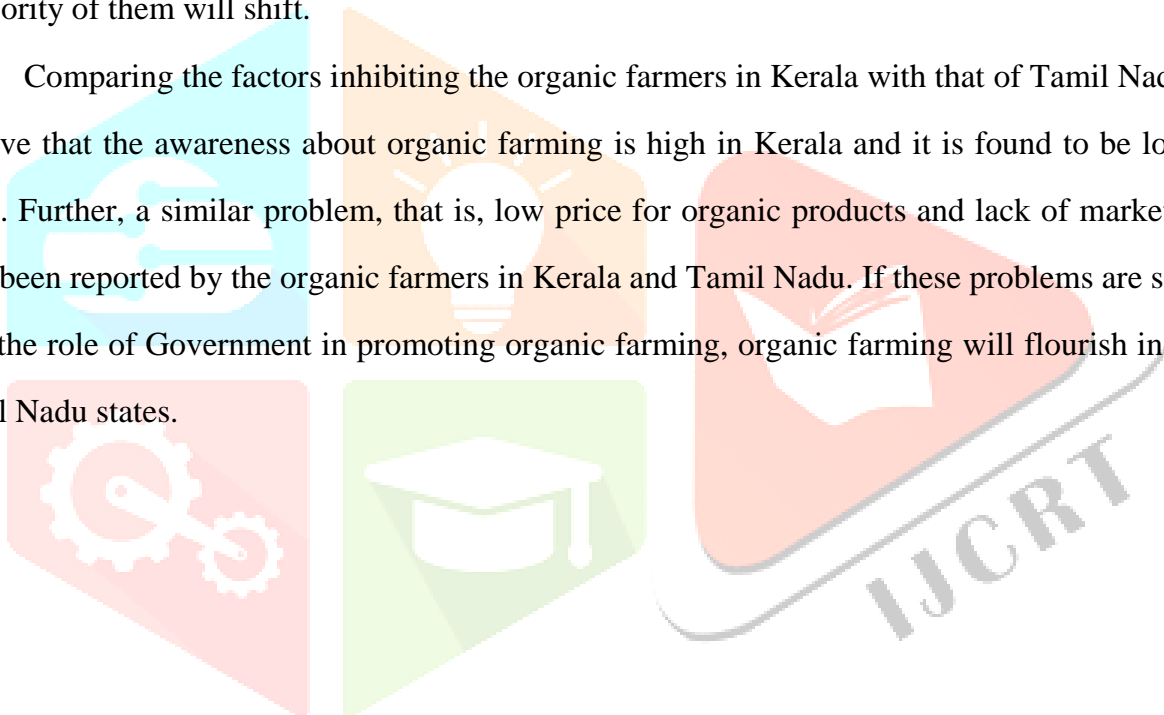 ority of them will shift.
Comparing the factors inhibiting the organic farmers in Kerala with that of Tamil Nad
ve that the awareness about organic farming is high in Kerala and it is found to be lo
. Further, a similar problem, that is, low price for organic products and lack of marke
been reported by the organic farmers in Kerala and Tamil Nadu. If these problems are s
the role of Government in promoting organic farming, organic farming will flourish in
l Nadu states.
IJCRT